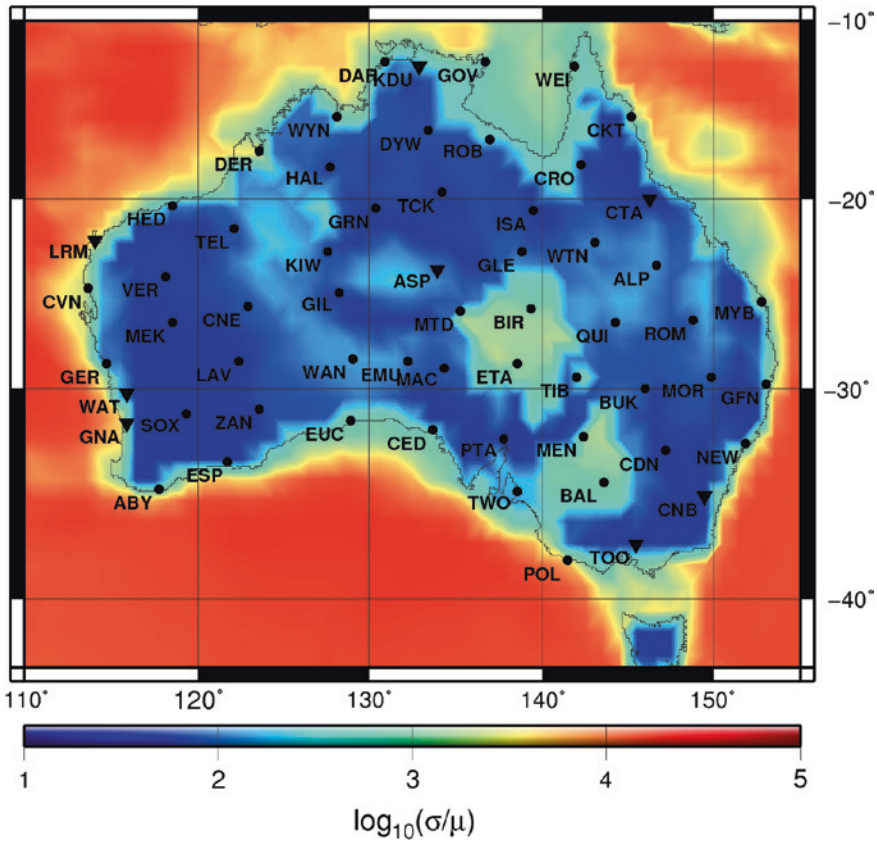 −10°
DAR
KDU
GOV
WEI
WYN
DYW
ROB
CKT
DER
HAL
CRO
−20°
HED
TEL
GRN
TCK
ISA
CTA
LRM
KIW
GLE
WTN
ALP
ASP
CVN
VER
GIL
MEK
CNE
MTD
BIR
QUI
ROM
MYB
GER
LAV
WAN
EMU
MAC
ETA
TIB
BUK
MOR
GFN
−30°
WAT
SOX
ZAN
GNA
EUC
CED
PTA
MEN
CDN
NEW
ABY
ESP
TWO
BAL
CNB
POL
TOO
−40°
110° 120° 130° 140° 150°
1 2 3 4 5
log10(σ/μ)